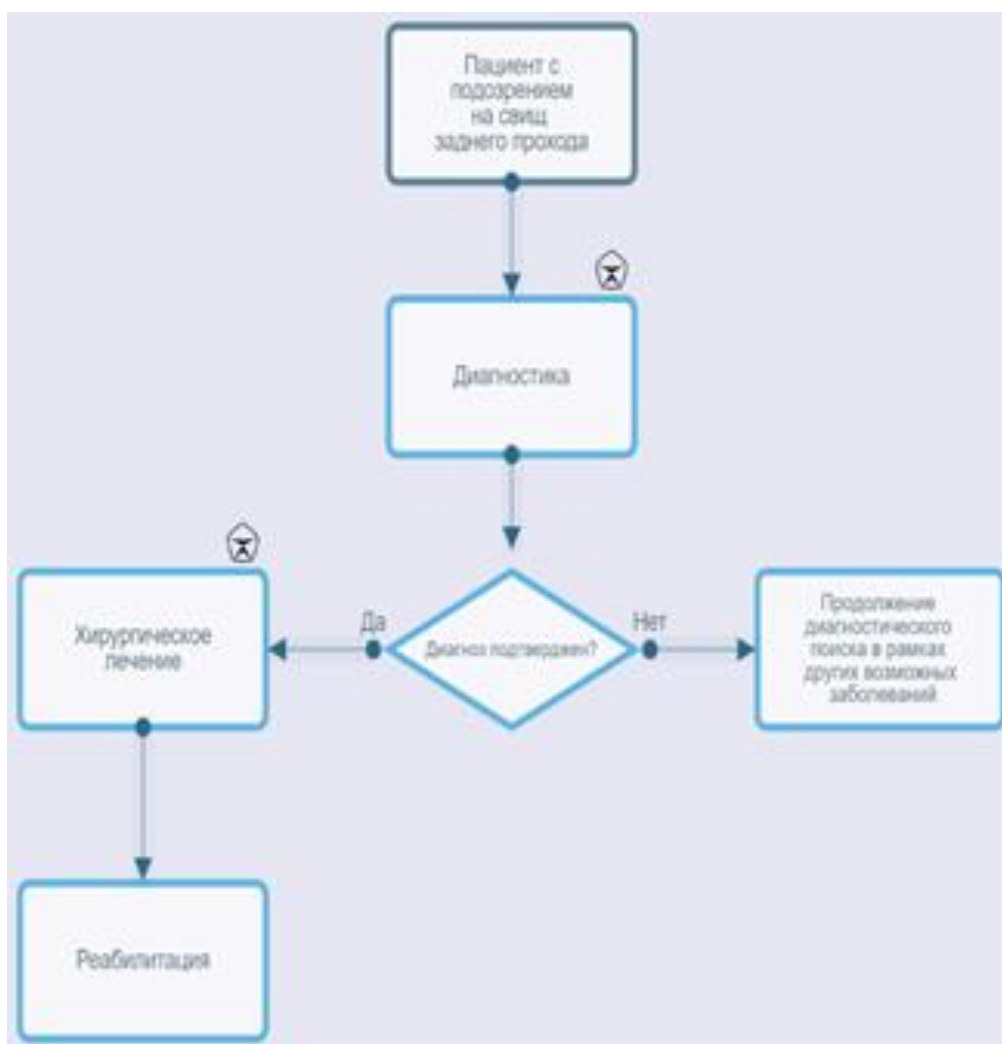 Пациент с
подозрением
на свищ
заднего прохода
Диагностика
Хирургическое
лечение
Да
Диагноз подтвержден?
Нет
Продолжение
диагностического
поиска в рамках
других возможных
заболеваний
Реабилитация